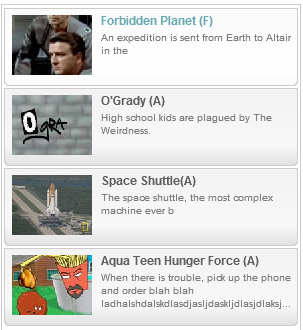 Forbidden Planet (F)
An expedition is sent from Earth to Altair
in the
O'Grady (A)
High school kids are plagued by The
Weirdness.
Space Shuttle(A)
The space shuttle, the most complex
machine ever b
Aqua Teen Hunger Force (A)
When there is trouble, pick up the phone
and order blah blah